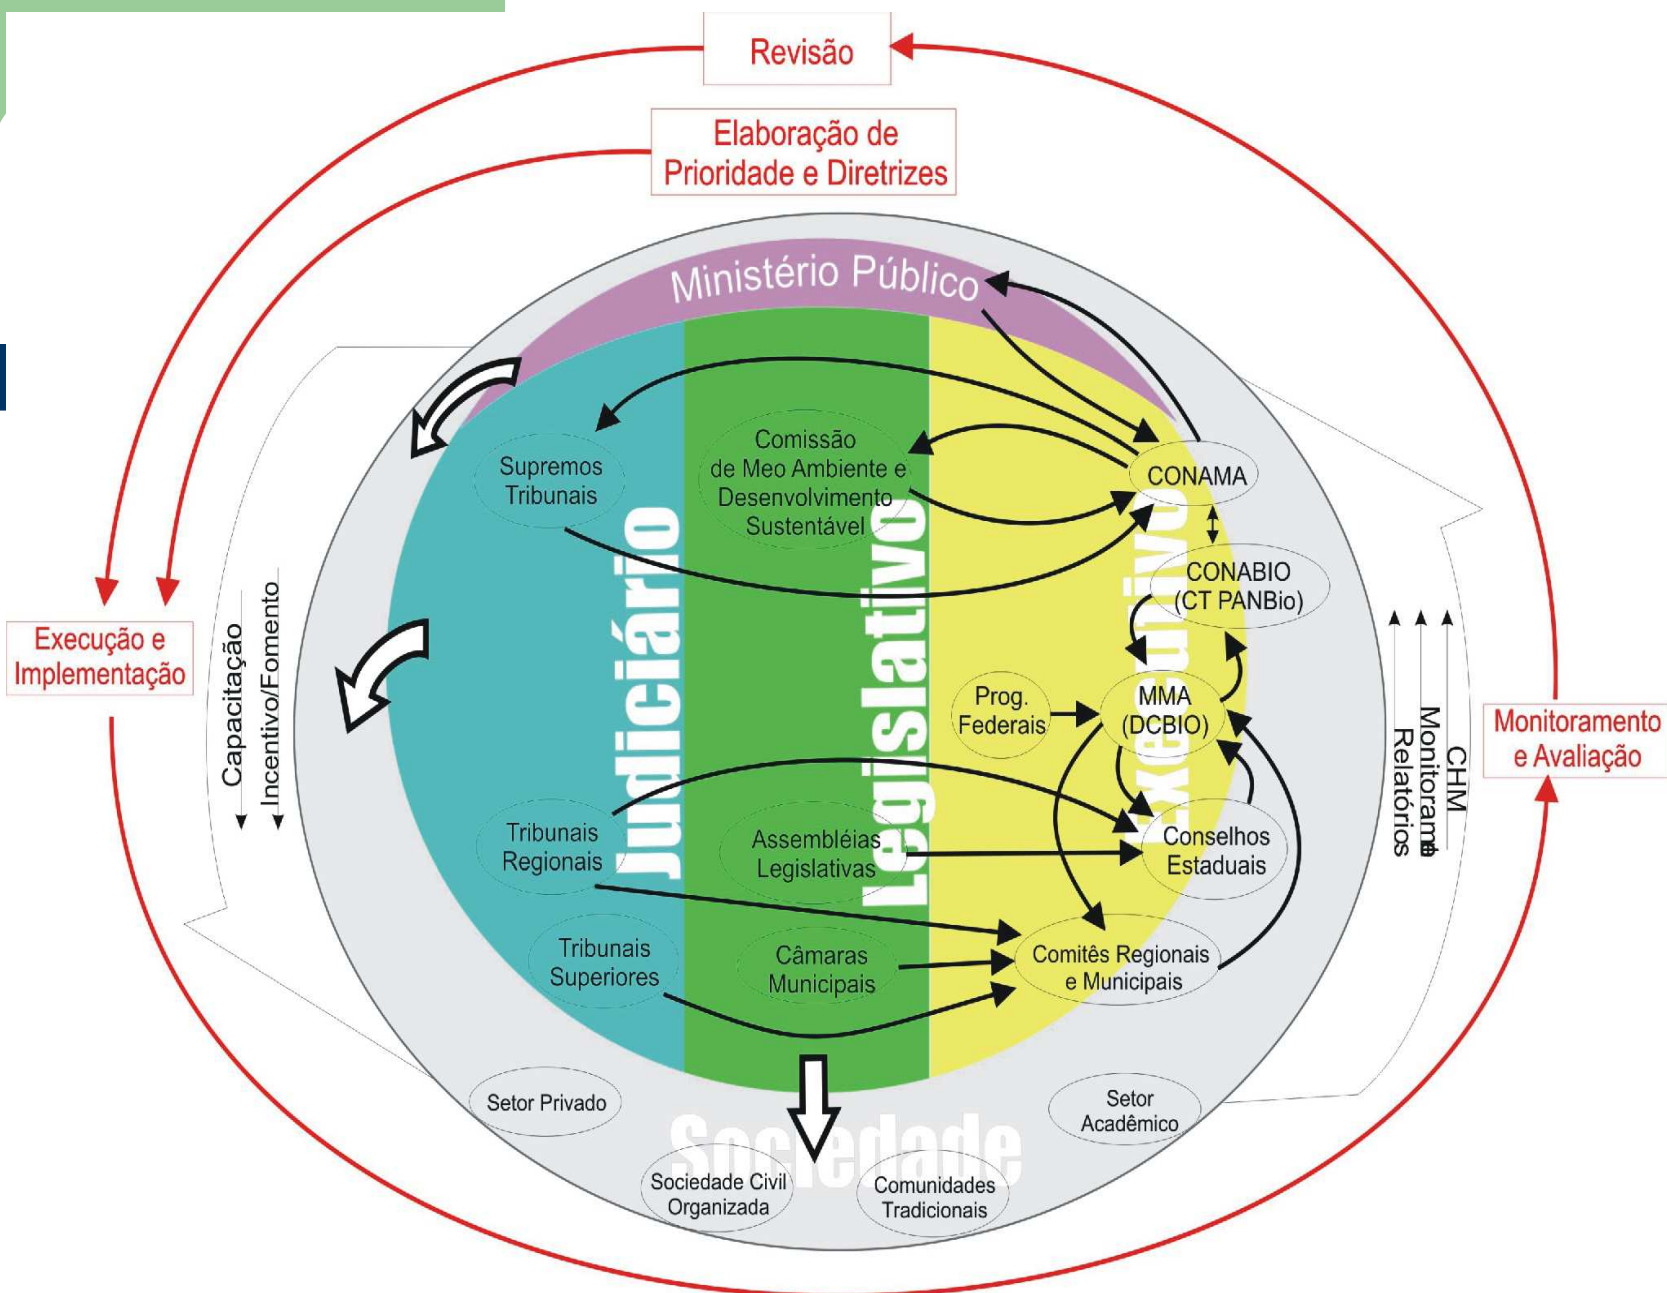 Revisão
Elaboração de
Prioridade e Diretrizes
Ministério Público
Supremos
Tribunais
Comissão
de Meo Ambiente e
Desenvolvimento
Sustentável
CONAMA
CONABIO
(CT PANBio)
Judiciário
Legislativo
Executivo
Execução e
Implementação
Capacitação
Incentivo/Fomento
Prog.
Federais
MMA
(DCBIO)
Relatórios
CHM
Monitoramento
e Avaliação
Tribunais
Regionais
Assembléias
Legislativas
Conselhos
Estaduais
Tribunais
Superiores
Câmaras
Municipais
Comitês Regionais
e Municipais
Setor Privado
Setor
Acadêmico
Sociedade
Sociedade Civil
Organizada
Comunidades
Tradicionais